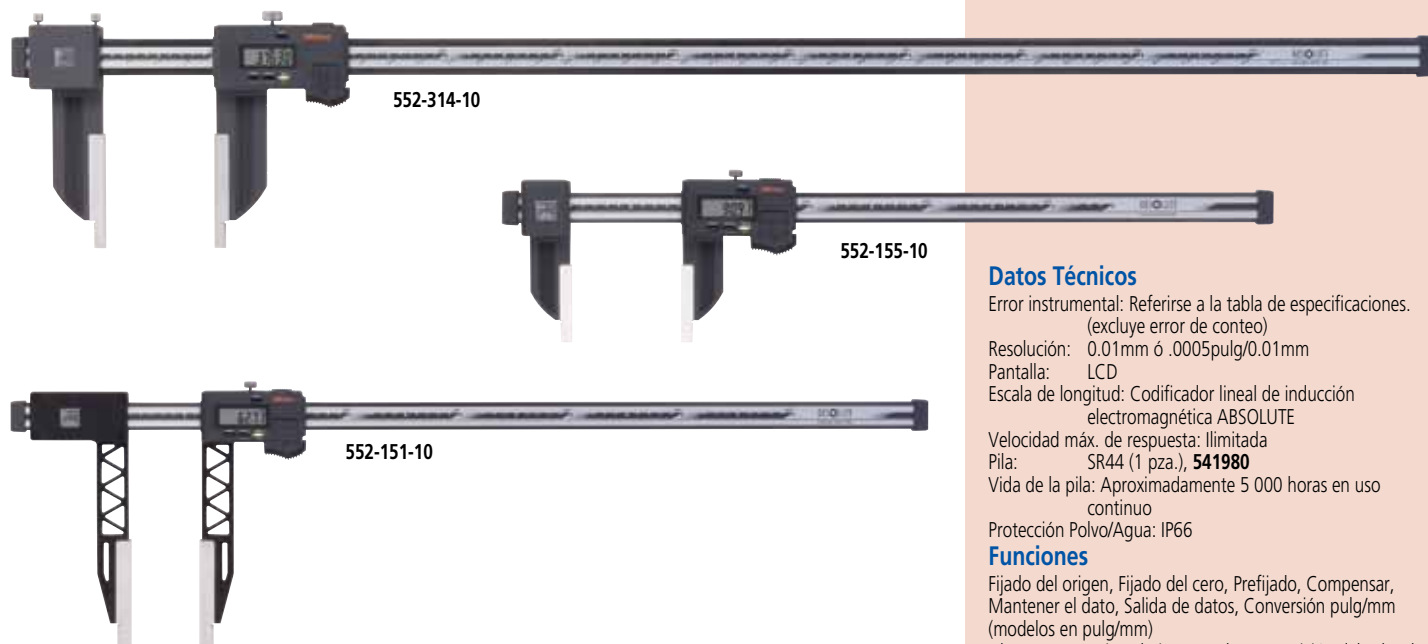 552-314-10
552-155-10
552-151-10
Datos Técnicos
Error instrumental: Referirse a la tabla de especificaciones.
(excluye error de conteo)
Resolución: 0.01mm ó .0005pulg/0.01mm
Pantalla: LCD
Escala de longitud: Codificador lineal de inducción
electromagnética ABSOLUTE
Velocidad máx. de respuesta: Ilimitada
Pila: SR44 (1 pza.), 541980
Vida de la pila: Aproximadamente 5 000 horas en uso
continuo
Protección Polvo/Agua: IP66
Funciones
Fijado del origen, Fijado del cero, Prefijado, Compensar,
Mantener el dato, Salida de datos, Conversión pulg/mm
(modelos en pulg/mm)